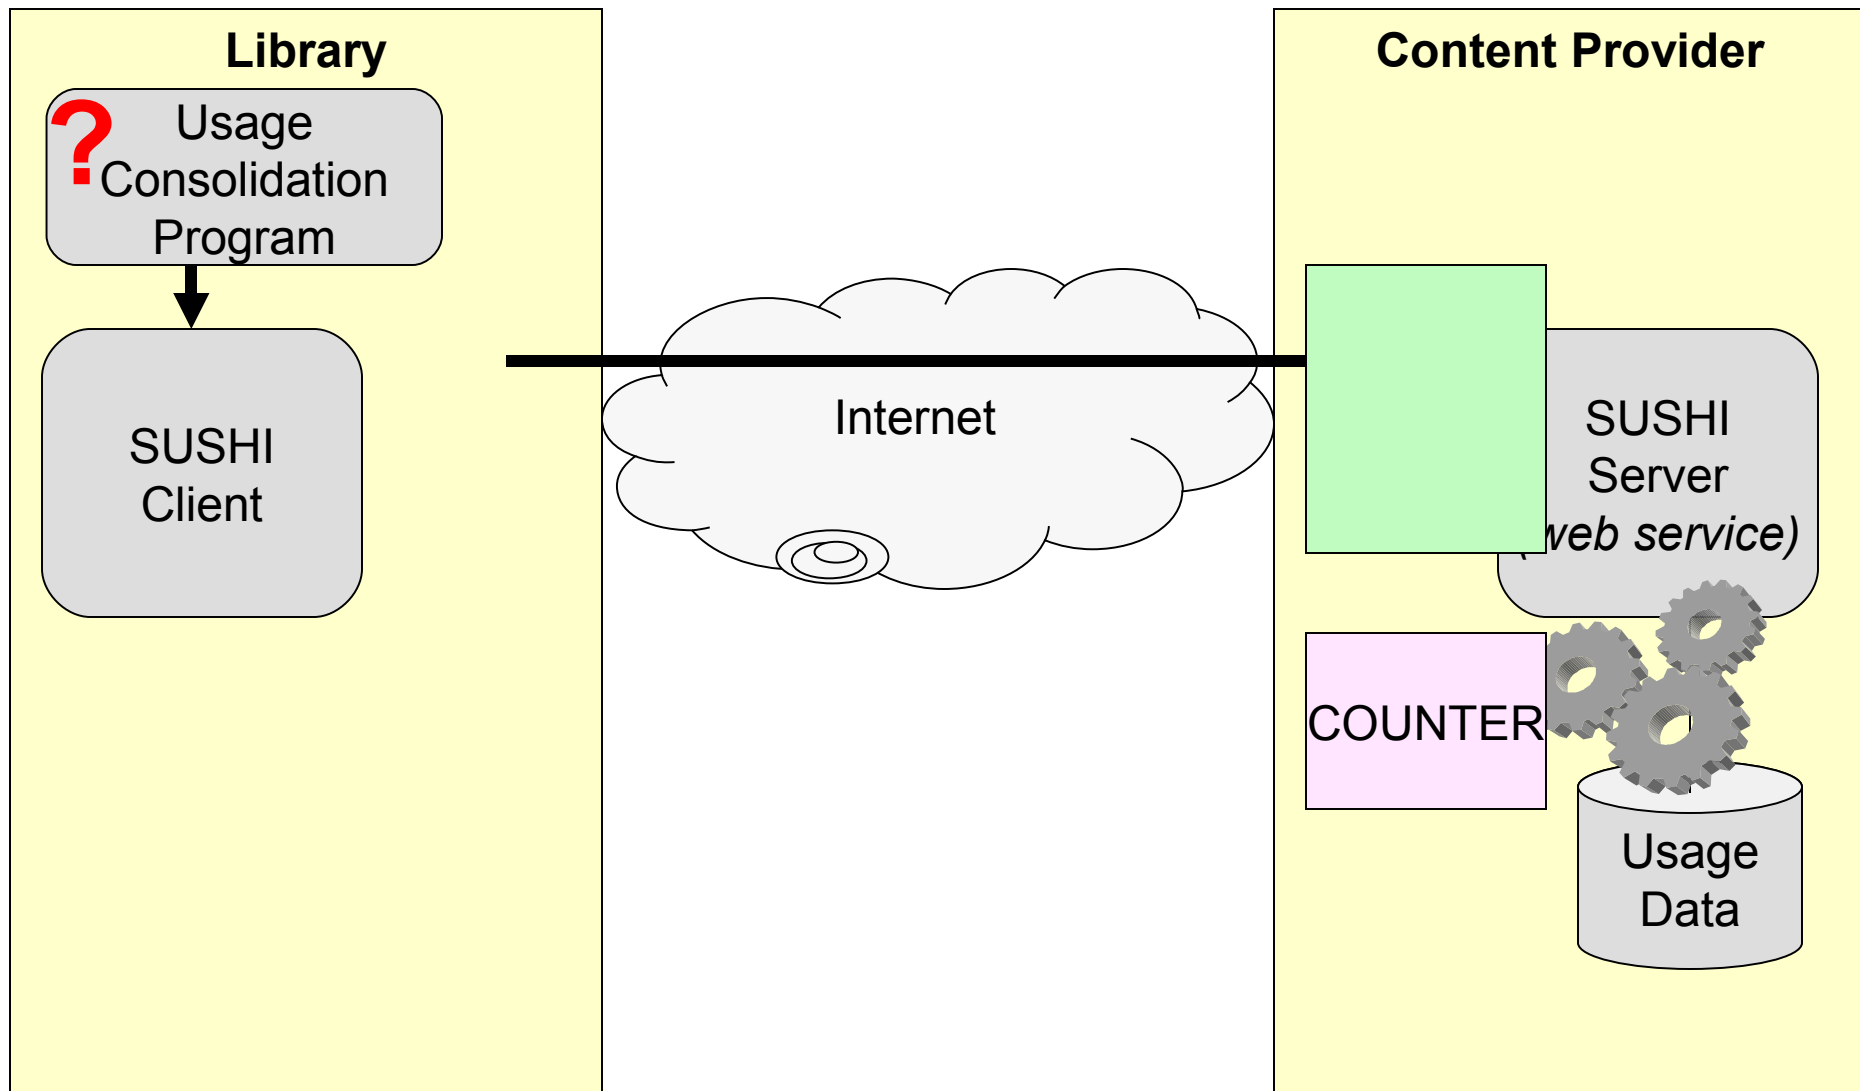 Library
?
Usage
Consolidation
Program
SUSHI
Client
Internet
Content Provider
SUSHI
Server
(web service)
COUNTER
Usage
Data